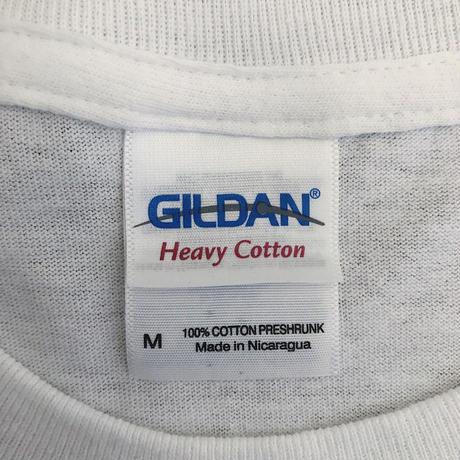 GILDAN®
Heavy Cotton
M 100% COTTON PRESHRUNK
Made in Nicaragua